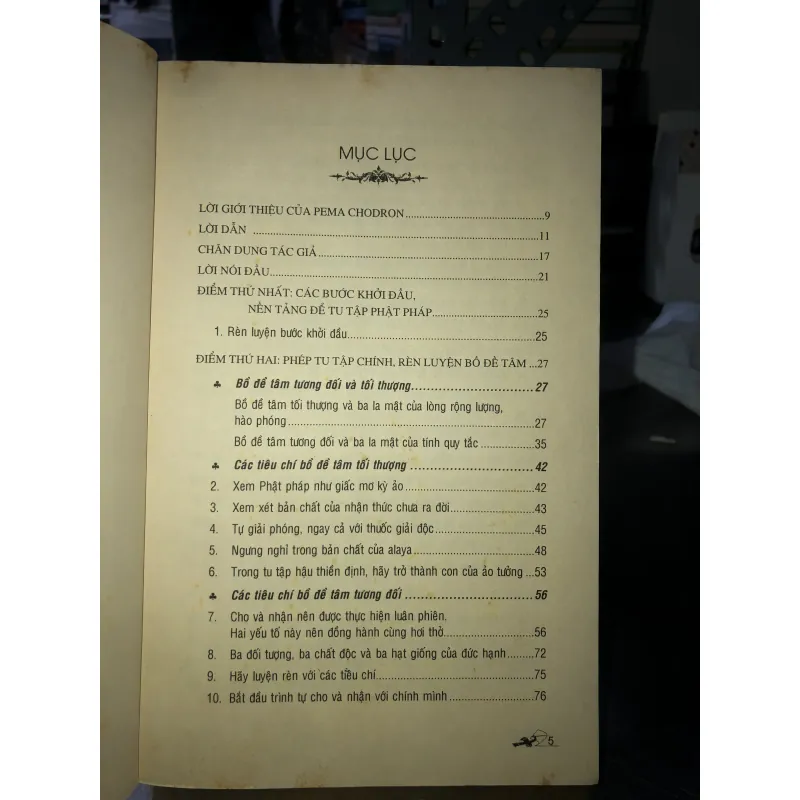 MỤC LỤC
LỜI GIỚI THIỆU CỦA PEMA CHODRON.....9
LỜI DẪN .....11
CHÂN DUNG TÁC GIẢ.....17
LỜI NÓI ĐẦU.....21
ĐIỂM THỨ NHẤT: CÁC BƯỚC KHỞI ĐẦU,
NỀN TẢNG ĐỂ TU TẬP PHẬT PHÁP.....25
1. Rèn luyện bước khởi đầu.....25
ĐIỂM THỨ HAI: PHÉP TU TẬP CHÍNH, RÈN LUYỆN BỒ ĐỀ TÂM ...27
♣ Bồ đề tâm tương đối và tối thượng.....27
Bồ đề tâm tối thượng và ba la mật của lòng rộng lượng,
hào phóng.....27
Bồ đề tâm tương đối và ba la mật của tính quy tắc .....35
♣ Các tiêu chí bồ đề tâm tối thượng .....42
2. Xem Phật pháp như giấc mơ kỳ ảo .....42
3. Xem xét bản chất của nhận thức chưa ra đời.....43
4. Tự giải phóng, ngay cả với thuốc giải độc .....45
5. Ngưng nghỉ trong bản chất của alaya.....48
6. Trong tu tập hậu thiền định, hãy trở thành con của ảo tưởng ...53
♣ Các tiêu chí bồ đề tâm tương đối .....56
7. Cho và nhận nên được thực hiện luân phiên.
Hai yếu tố này nên đồng hành cùng hơi thở.....56
8. Ba đối tượng, ba chất độc và ba hạt giống của đức hạnh.....72
9. Hãy luyện rèn với các tiêu chí.....75
10. Bắt đầu trình tự cho và nhận với chính mình.....76
5